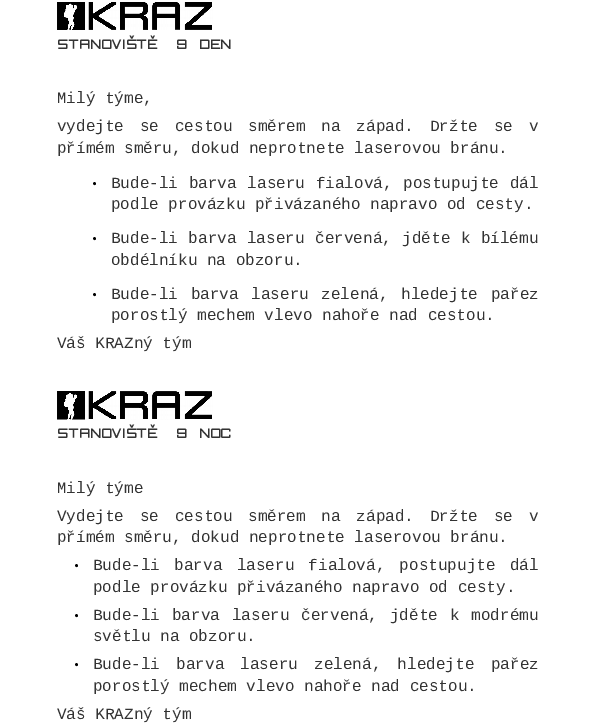 KRAZ
STANOVIŠTĚ 9 DEN
Milý týme,
vydejte se cestou směrem na západ. Držte se v
přímém směru, dokud neprotnete laserovou bránu.
• Bude-li barva laseru fialová, postupujte dál
podle provázku přivázaného napravo od cesty.
• Bude-li barva laseru červená, jděte k bílému
obdélníku na obzoru.
• Bude-li barva laseru zelená, hledejte pařez
porostlý mechem vlevo nahoře nad cestou.
Váš KRAZný tým
KRAZ
STANOVIŠTĚ 9 NOC
Milý týme
Vydejte se cestou směrem na západ. Držte se v
přímém směru, dokud neprotnete laserovou bránu.
• Bude-li barva laseru fialová, postupujte dál
podle provázku přivázaného napravo od cesty.
• Bude-li barva laseru červená, jděte k modrému
světlu na obzoru.
• Bude-li barva laseru zelená, hledejte pařez
porostlý mechem vlevo nahoře nad cestou.
Váš KRAZný tým